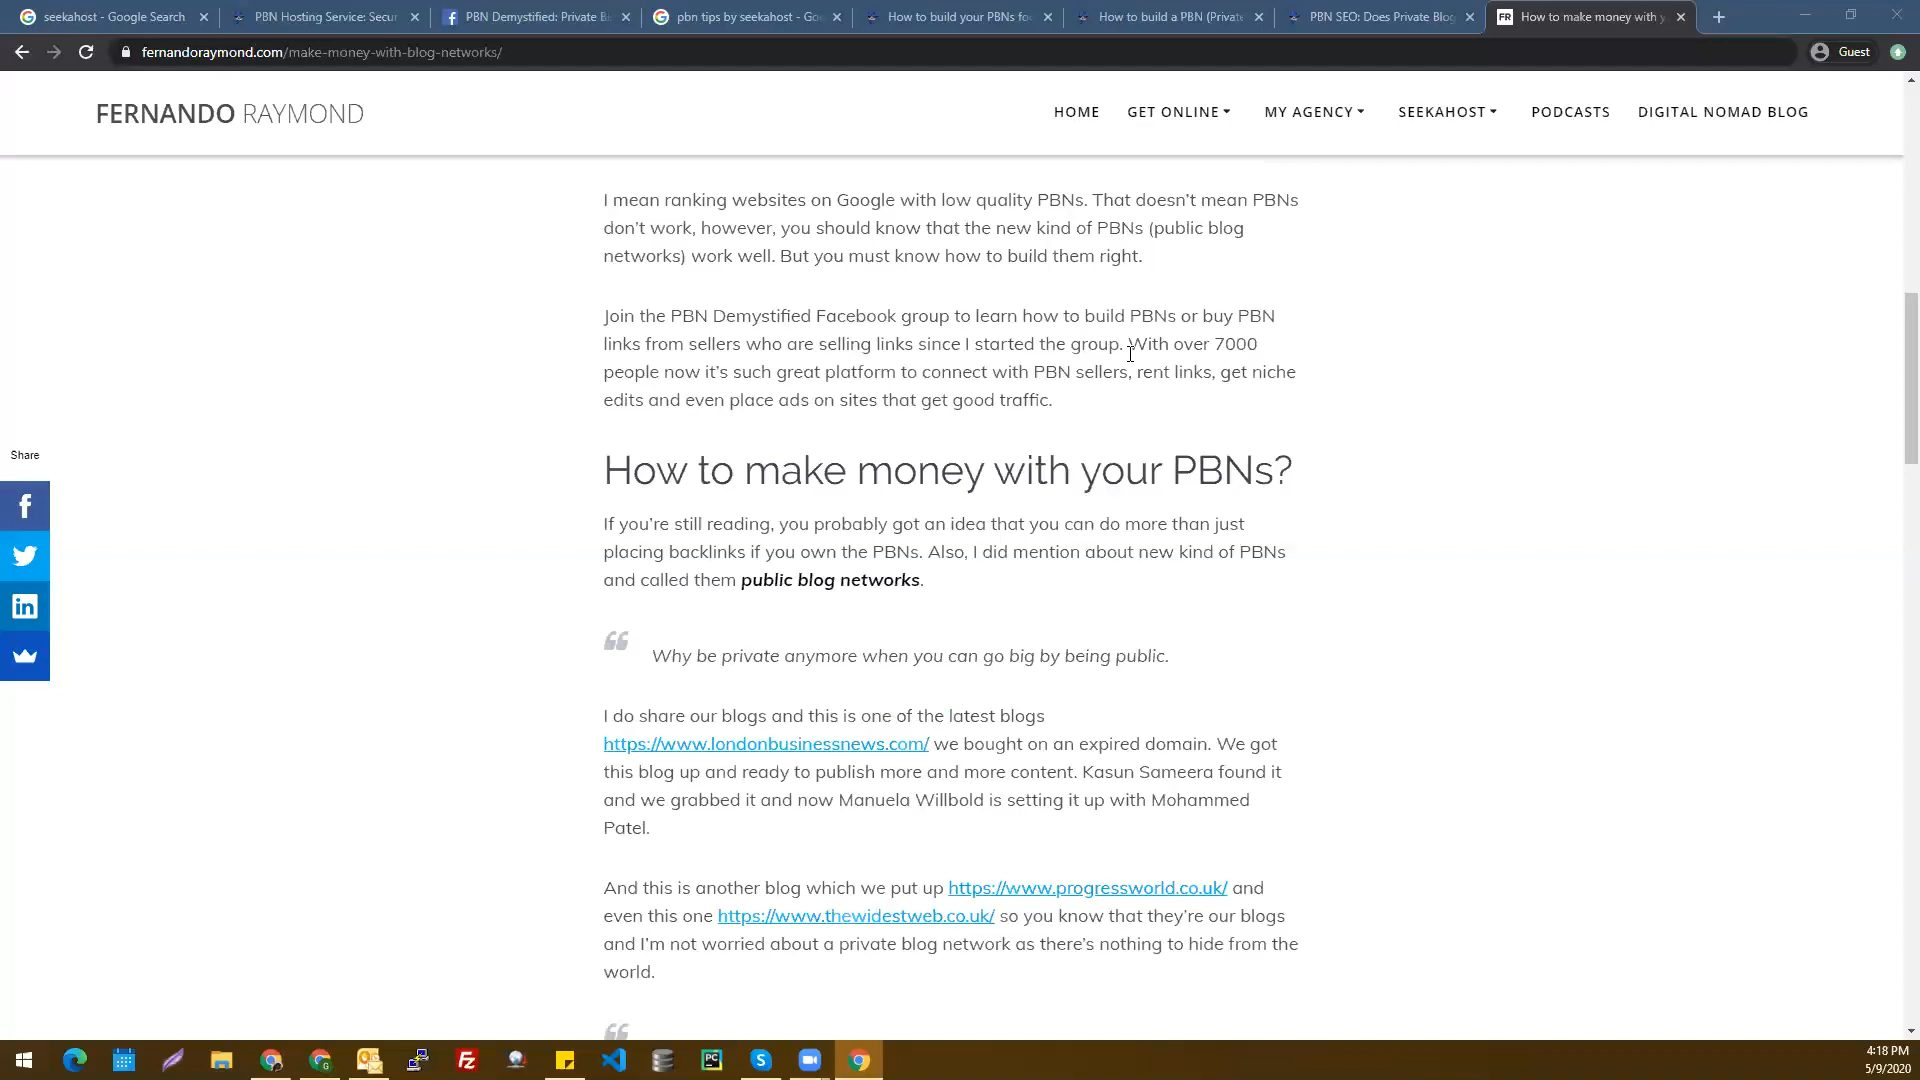 seekahost - Google Search
PBN Hosting Service: Secur
PBN Demystified: Private B
pbn tips by seekahost - Go
How to build your PBNs fo
How to build a PBN (Privat
PBN SEO: Does Private Blog
FR How to make money with y
fernandoraymond.com/make-money-with-blog-networks/
Guest
FERNANDO RAYMOND
HOME GET ONLINE MY AGENCY SEEKAHOST PODCASTS DIGITAL NOMAD BLOG
I mean ranking websites on Google with low quality PBNs. That doesn't mean PBNs
don't work, however, you should know that the new kind of PBNs (public blog
networks) work well. But you must know how to build them right.
Join the PBN Demystified Facebook group to learn how to build PBNs or buy PBN
links from sellers who are selling links since I started the group. With over 7000
people now it's such great platform to connect with PBN sellers, rent links, get niche
edits and even place ads on sites that get good traffic.
Share
How to make money with your PBNs?
If you're still reading, you probably got an idea that you can do more than just
placing backlinks if you own the PBNs. Also, I did mention about new kind of PBNs
and called them public blog networks.
Why be private anymore when you can go big by being public.
I do share our blogs and this is one of the latest blogs
https://www.londonbusinessnews.com/ we bought on an expired domain. We got
this blog up and ready to publish more and more content. Kasun Sameera found it
and we grabbed it and now Manuela Willbold is setting it up with Mohammed
Patel.
And this is another blog which we put up https://www.progressworld.co.uk/ and
even this one https://www.thewidestweb.co.uk/ so you know that they're our blogs
and I'm not worried about a private blog network as there's nothing to hide from the
world.
4:18 PM
5/9/2020